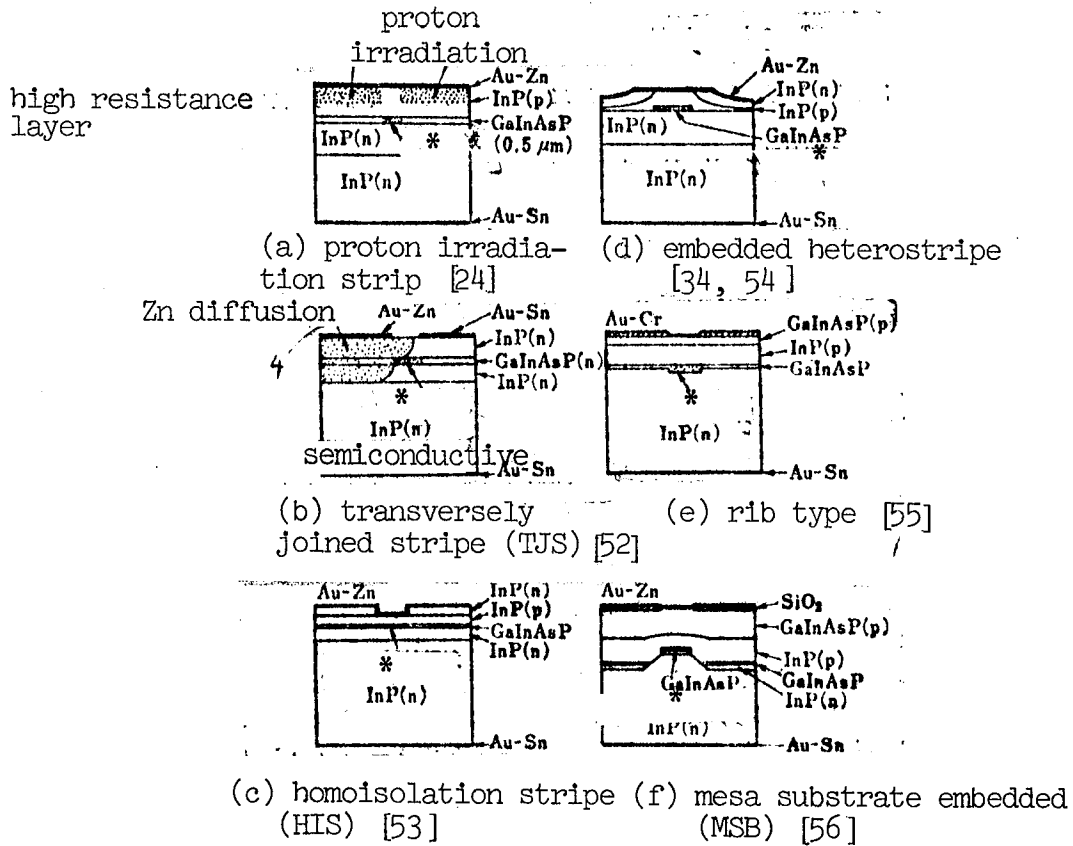 proton
irradiation
high resistance
layer
Au-Zn
InP(p)
GaInAsP
(0.5 μm)
InP(n)
*
*
InP(n)
Au-Sn
(a) proton irradia-
tion strip [24]
Au-Zn
InP(n)
InP(p)
GaInAsP
*
InP(n)
InP(n)
Au-Sn
(d) embedded heterostripe
[34, 54]
Zn diffusion
4
Au-Zn
Au-Sn
InP(n)
GaInAsP(n)
InP(n)
*
InP(n)
semiconductive
Au-Sn
(b) transversely
joined stripe (TJS) [52]
Au-Cr
GaInAsP(p)
InP(p)
GaInAsP
*
InP(n)
Au-Sn
(e) rib type [55]
Au-Zn
InP(n)
InP(p)
GaInAsP
InP(n)
*
InP(n)
Au-Sn
(c) homoisolation stripe
(HIS) [53]
Au-Zn
SiO₂
GaInAsP(p)
InP(p)
GaInAsP
InP(n)
GaInAsP
*
InP(n)
Au-Sn
(f) mesa substrate embedded
(MSB) [56]